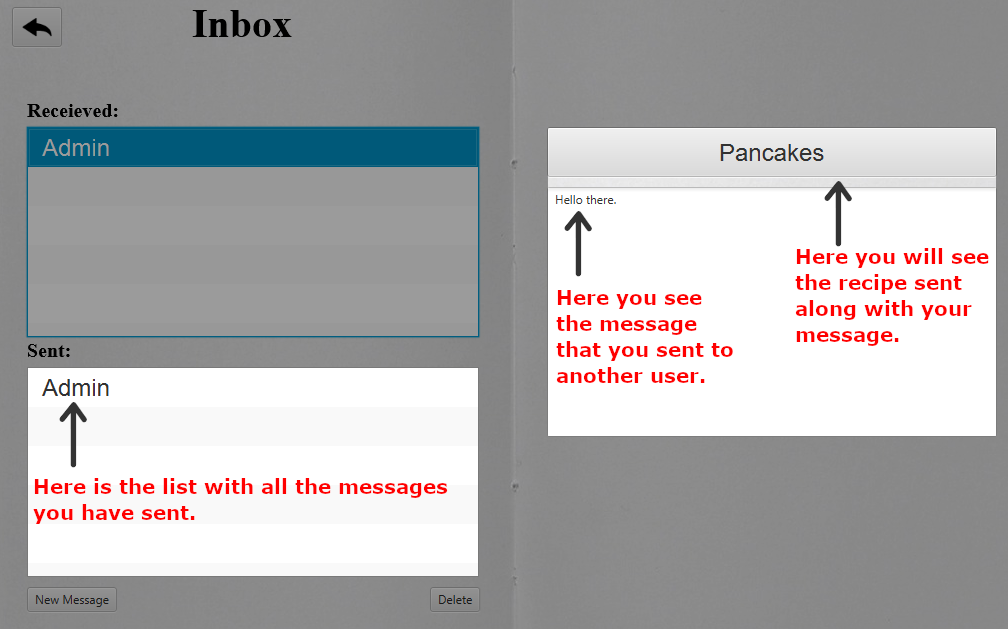 Inbox
Receieved:
Admin
Sent:
Admin
Here is the list with all the messages
you have sent.
New Message
Delete
Pancakes
Hello there.
Here you see
the message
that you sent to
another user.
Here you will see
the recipe sent
along with your
message.